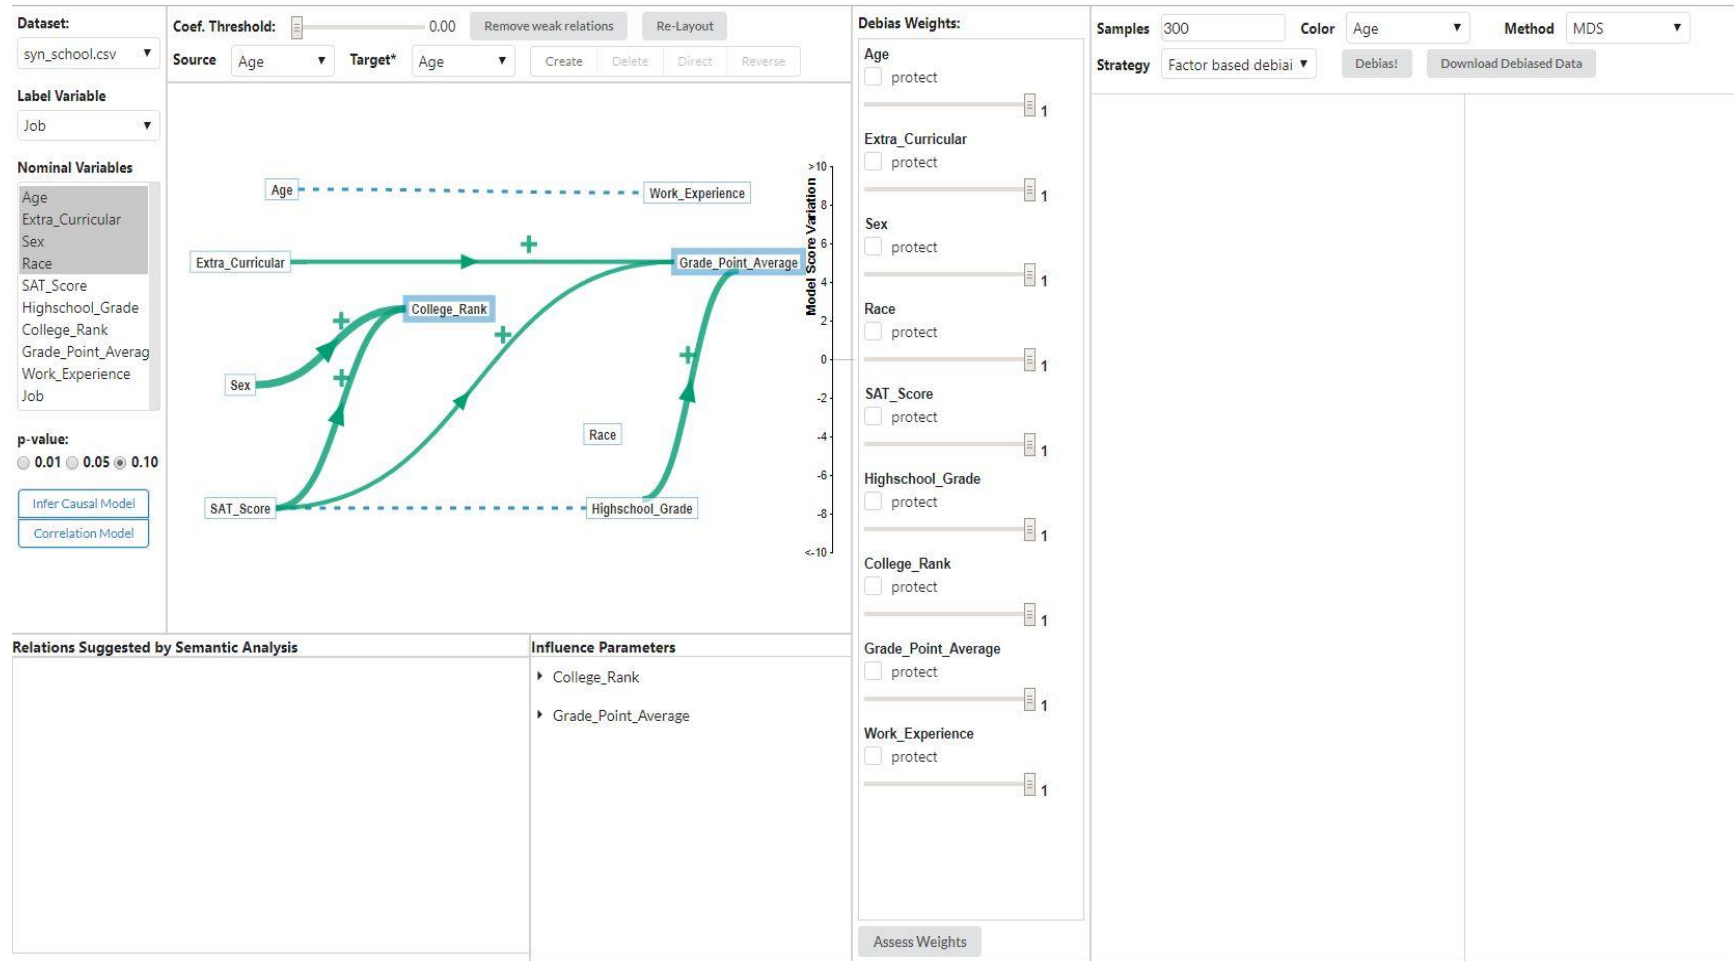 Dataset:
syn_school.csv
Label Variable
Job
Nominal Variables
Age
Extra_Curricular
Sex
Race
SAT_Score
Highschool_Grade
College_Rank
Grade_Point_Averag
Work_Experience
Job
p-value:
0.01 0.05 0.10
Infer Causal Model
Correlation Model
Coef. Threshold: 0.00 Remove weak relations Re-Layout
Source Age Target* Age Create Delete Direct Reverse
Age
Work_Experience
Extra_Curricular
Grade_Point_Average
College_Rank
Sex
Race
SAT_Score
Highschool_Grade
Model Score Variation
>10
8
6
4
2
0
-2
-4
-6
-8
<-10
Relations Suggested by Semantic Analysis
Influence Parameters
College_Rank
Grade_Point_Average
Debias Weights:
Age
protect
1
Extra_Curricular
protect
1
Sex
protect
1
Race
protect
1
SAT_Score
protect
1
Highschool_Grade
protect
1
College_Rank
protect
1
Grade_Point_Average
protect
1
Work_Experience
protect
1
Assess Weights
Samples 300 Color Age Method MDS
Strategy Factor based debiai Debias! Download Debiased Data